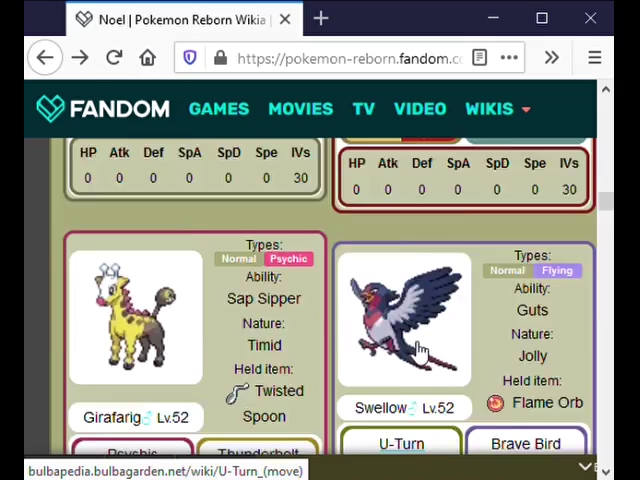 Noel | Pokemon Reborn Wikia
https://pokemon-reborn.fandom.c
FANDOM GAMES MOVIES TV VIDEO WIKIS
HP Atk Def SpA SpD Spe IVs
0 0 0 0 0 0 30
HP Atk Def SpA SpD Spe IVs
0 0 0 0 0 0 30
Types:
Normal Psychic
Ability:
Sap Sipper
Nature:
Timid
Held item:
Twisted
Spoon
Girafarig♂ Lv.52
Psychic Thunderbolt
Types:
Normal Flying
Ability:
Guts
Nature:
Jolly
Held item:
Flame Orb
Swellow♂ Lv.52
U-Turn Brave Bird
bulbapedia.bulbagarden.net/wiki/U-Turn_(move)